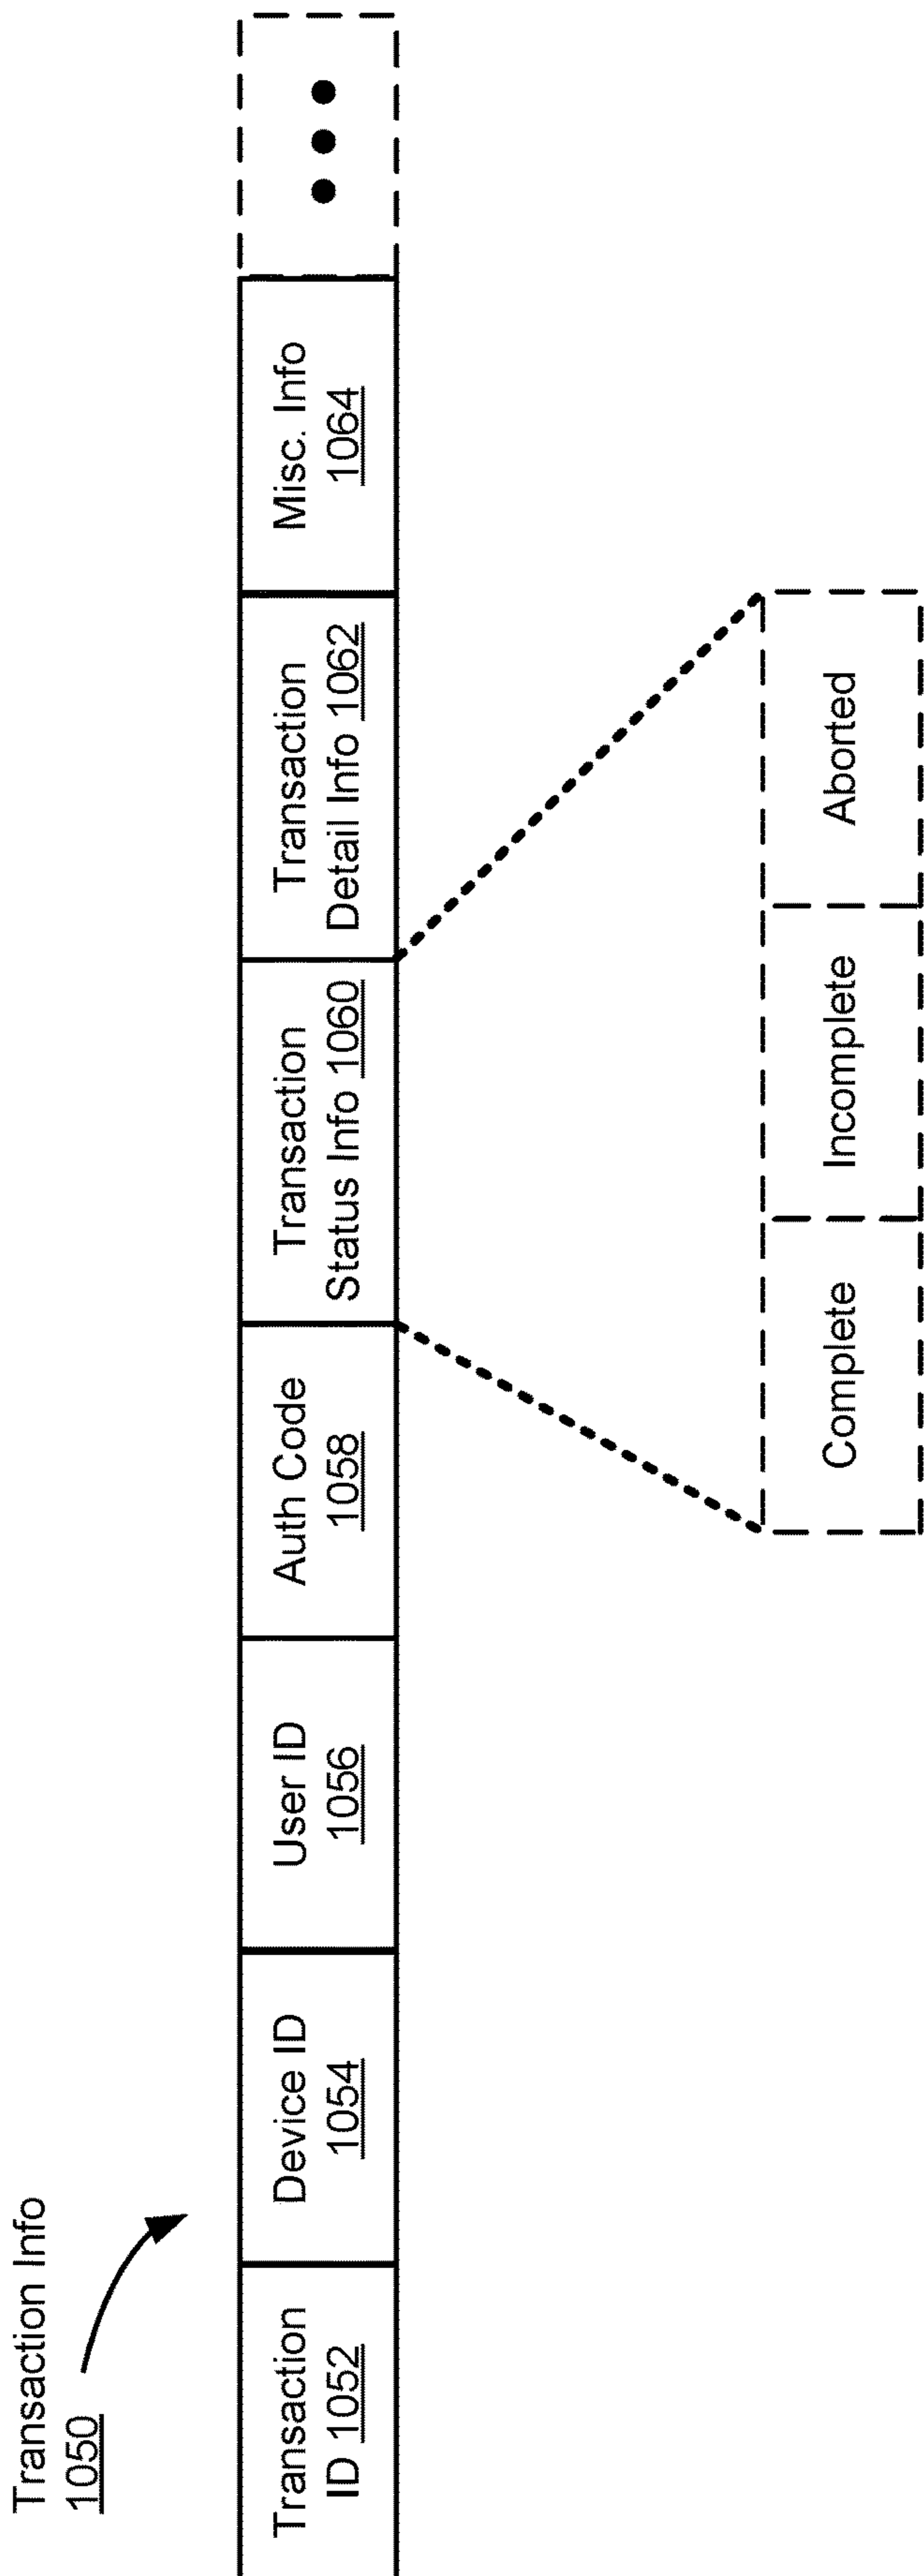 Transaction Info
1050
Transaction
ID 1052
Device ID
1054
User ID
1056
Auth Code
1058
Transaction
Status Info 1060
Transaction
Detail Info 1062
Misc. Info
1064
Complete
Incomplete
Aborted